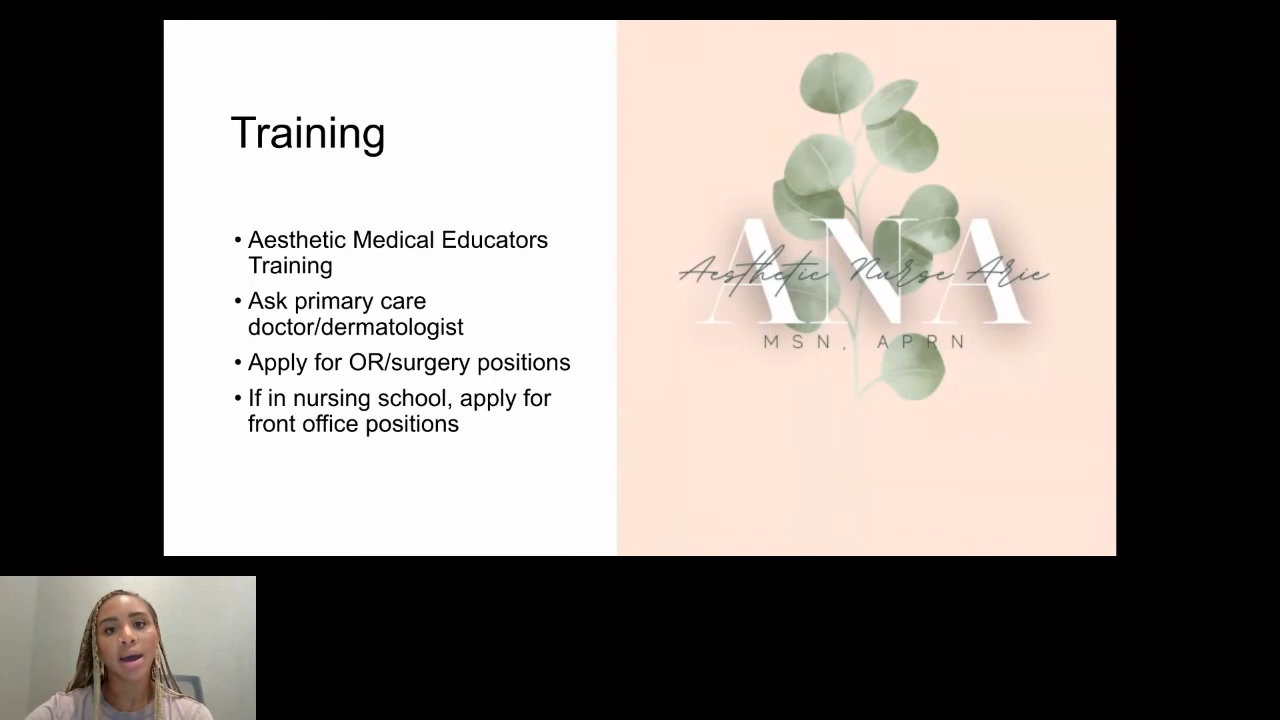 Training
• Aesthetic Medical Educators
Training
• Ask primary care
doctor/dermatologist
• Apply for OR/surgery positions
• If in nursing school, apply for
front office positions
ANA
Aesthetic Nurse Arie
MSN, APRN